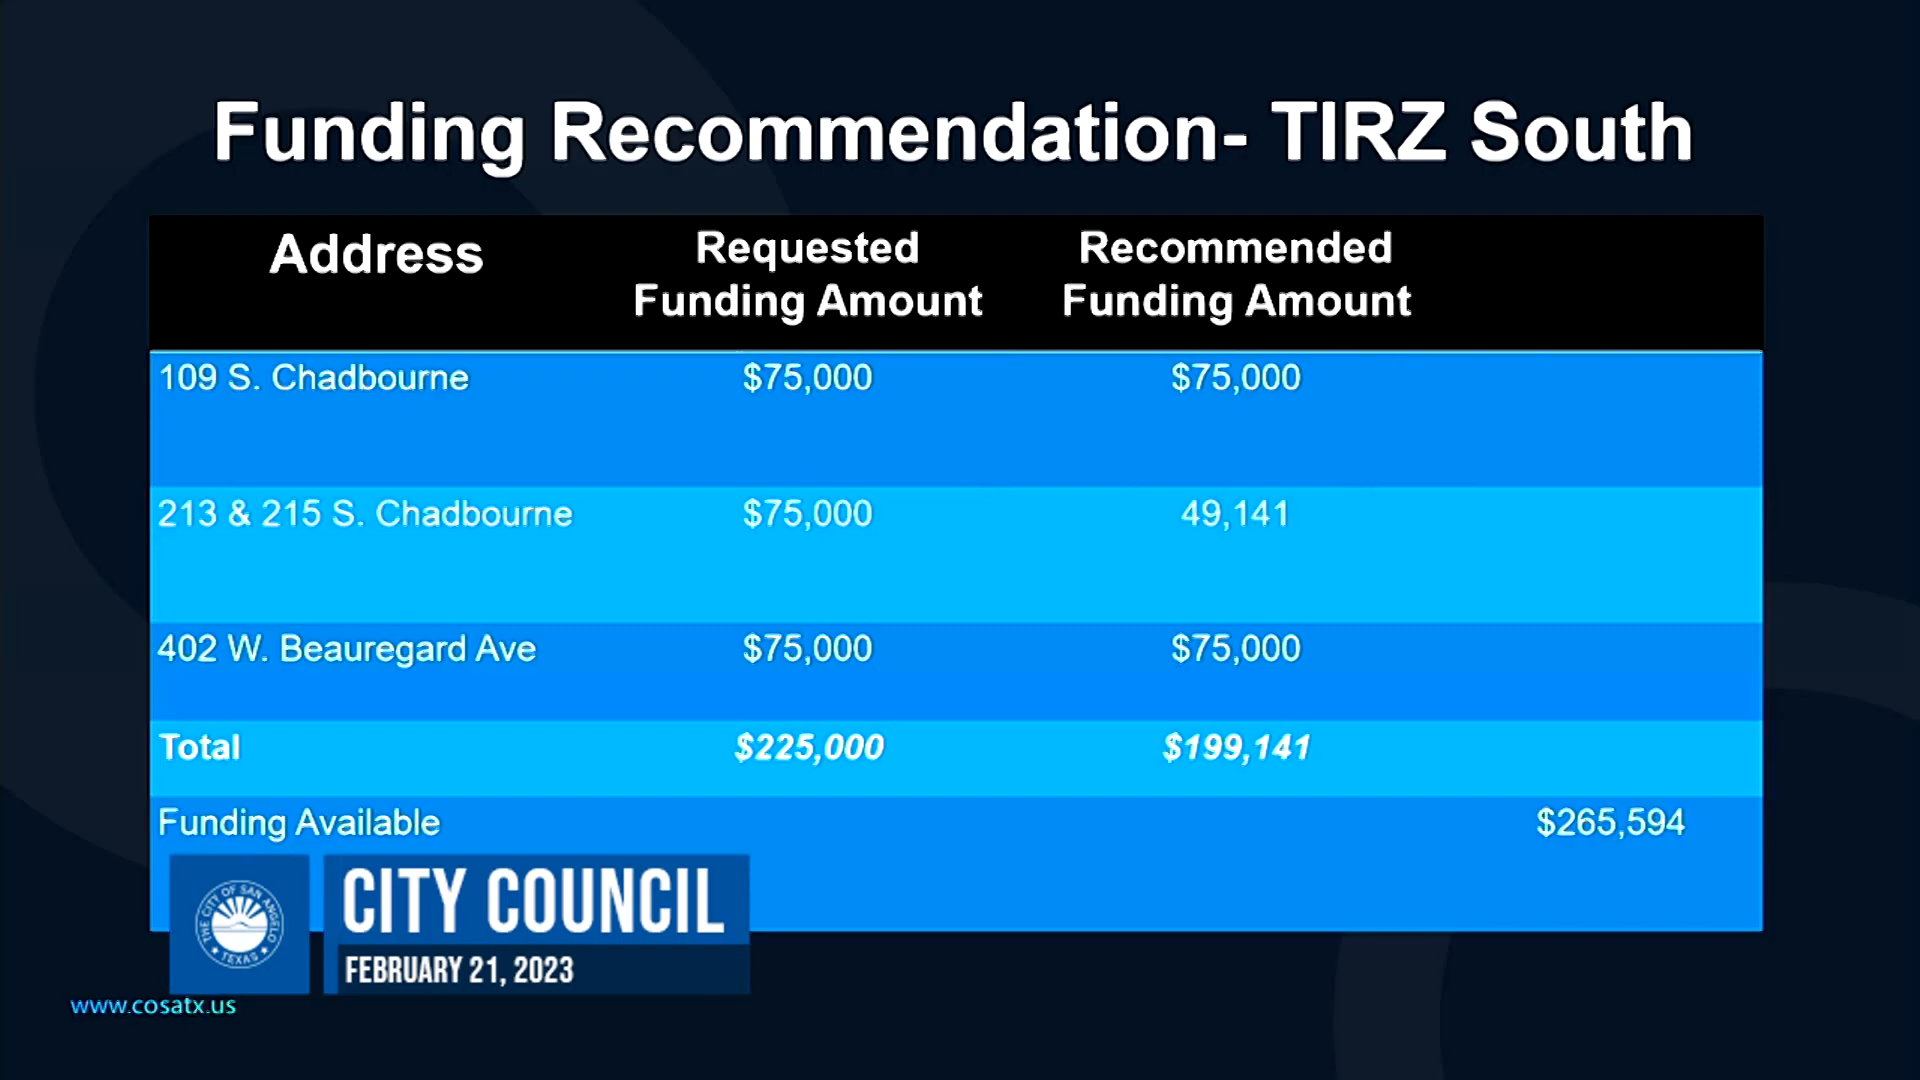 Funding Recommendation- TIRZ South
Address
Requested
Funding Amount
Recommended
Funding Amount
109 S. Chadbourne $75,000 $75,000
213 & 215 S. Chadbourne $75,000 49,141
402 W. Beauregard Ave $75,000 $75,000
Total $225,000 $199,141
Funding Available $265,594
THE CITY OF SAN ANGELO
TEXAS
CITY COUNCIL
FEBRUARY 21, 2023
www.cosatx.us